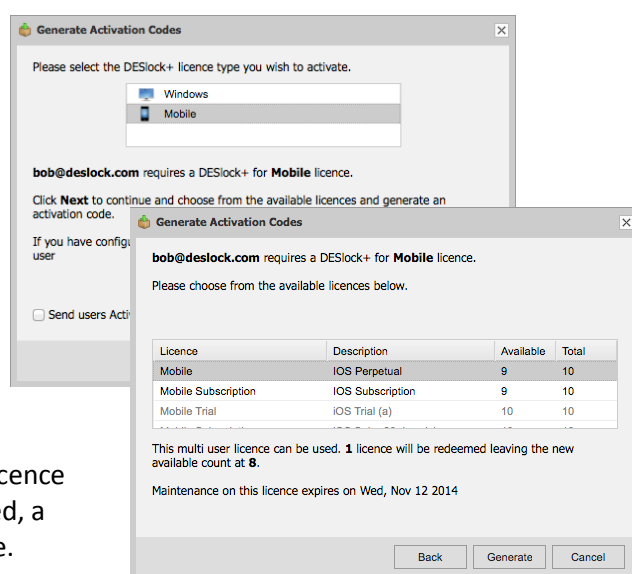 Generate Activation Codes
Please select the DESlock+ licence type you wish to activate.
Windows
Mobile
bob@deslock.com requires a DESlock+ for Mobile licence.
Click Next to continue and choose from the available licences and generate an
activation code.
If you have
user
Send users
Generate Activation Codes
bob@deslock.com requires a DESlock+ for Mobile licence.
Please choose from the available licences below.
Licence Description Available Total
Mobile IOS Perpetual 9 10
Mobile Subscription IOS Subscription 9 10
Mobile Trial iOS Trial (a) 10 10
This multi user licence can be used. 1 licence will be redeemed leaving the new
available count at 8.
Maintenance on this licence expires on Wed, Nov 12 2014
Back Generate Cancel
cence
ed, a
e.